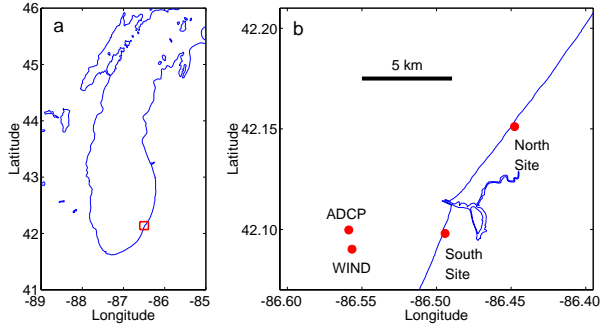 a
46
45
44
43
42
41
Latitude
-89
-88
-87
-86
-85
Longitude
b
42.20
42.15
42.10
Latitude
5 km
North
Site
ADCP
WIND
South
Site
-86.60
-86.55
-86.50
-86.45
-86.40
Longitude